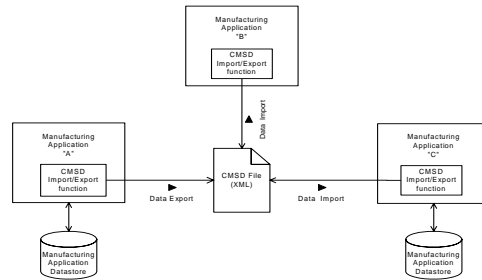 Manufacturing
Application
"B"
CMSD
Import/Export
function
Data Import
Manufacturing
Application
"A"
CMSD
Import/Export
function
Data Export
CMSD File
(XML)
Data Import
Manufacturing
Application
"C"
CMSD
Import/Export
function
Manufacturing
Application
Datastore
Manufacturing
Application
Datastore